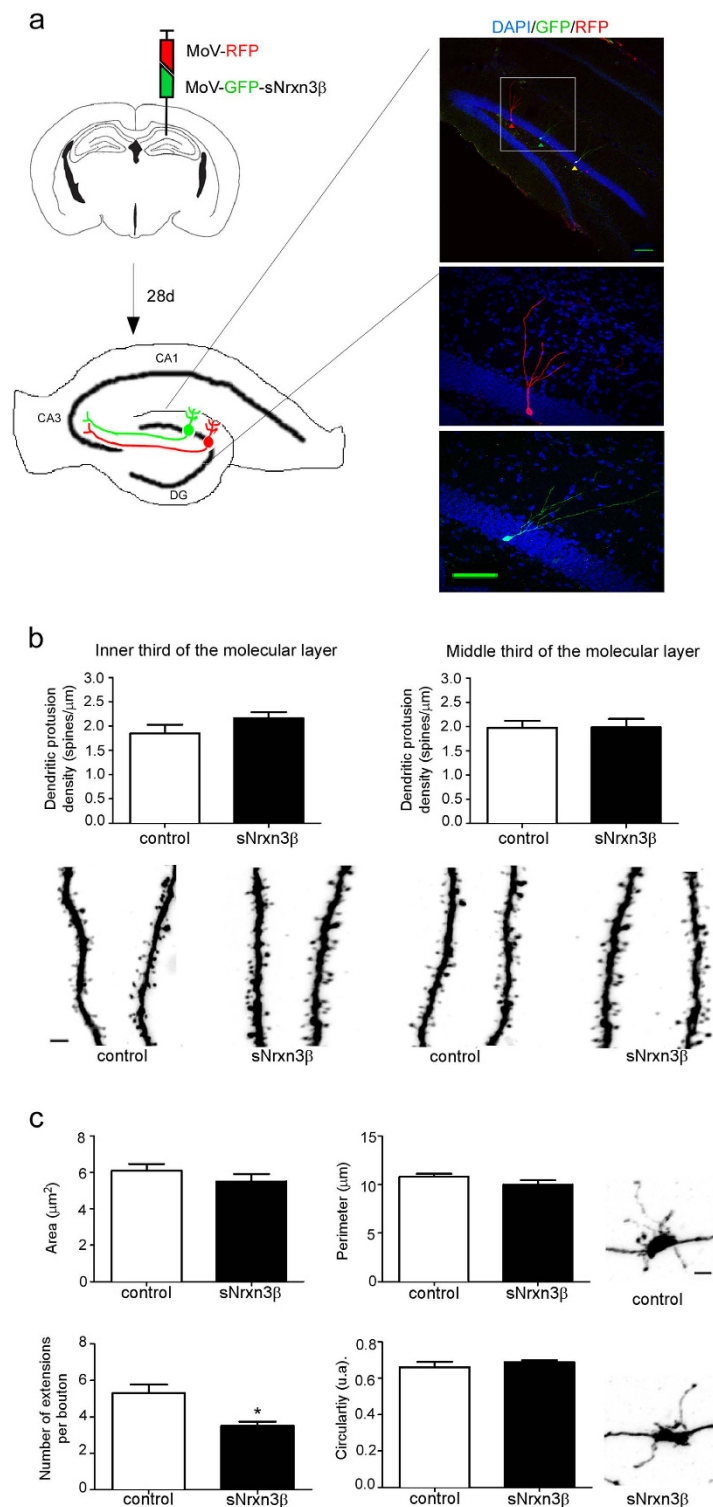 a
MoV-RFP
MoV-GFP-sNrxn3β
28d
CA1
CA3
DG
DAPI/GFP/RFP
b
Inner third of the molecular layer
Dendritic protusion
density (spines/μm)
3.0
2.5
2.0
1.5
1.0
0.5
0.0
control
sNrxn3β
Middle third of the molecular layer
Dendritic protusion
density (spines/μm)
3.0
2.5
2.0
1.5
1.0
0.5
0.0
control
sNrxn3β
control
sNrxn3β
control
sNrxn3β
c
Area (μm²)
8
6
4
2
0
control
sNrxn3β
Perimeter (μm)
15
10
5
0
control
sNrxn3β
control
Number of extensions
per bouton
8
6
4
2
0
*
control
sNrxn3β
Circulartiy (u.a).
0.8
0.6
0.4
0.2
0.0
control
sNrxn3β
sNrxn3β